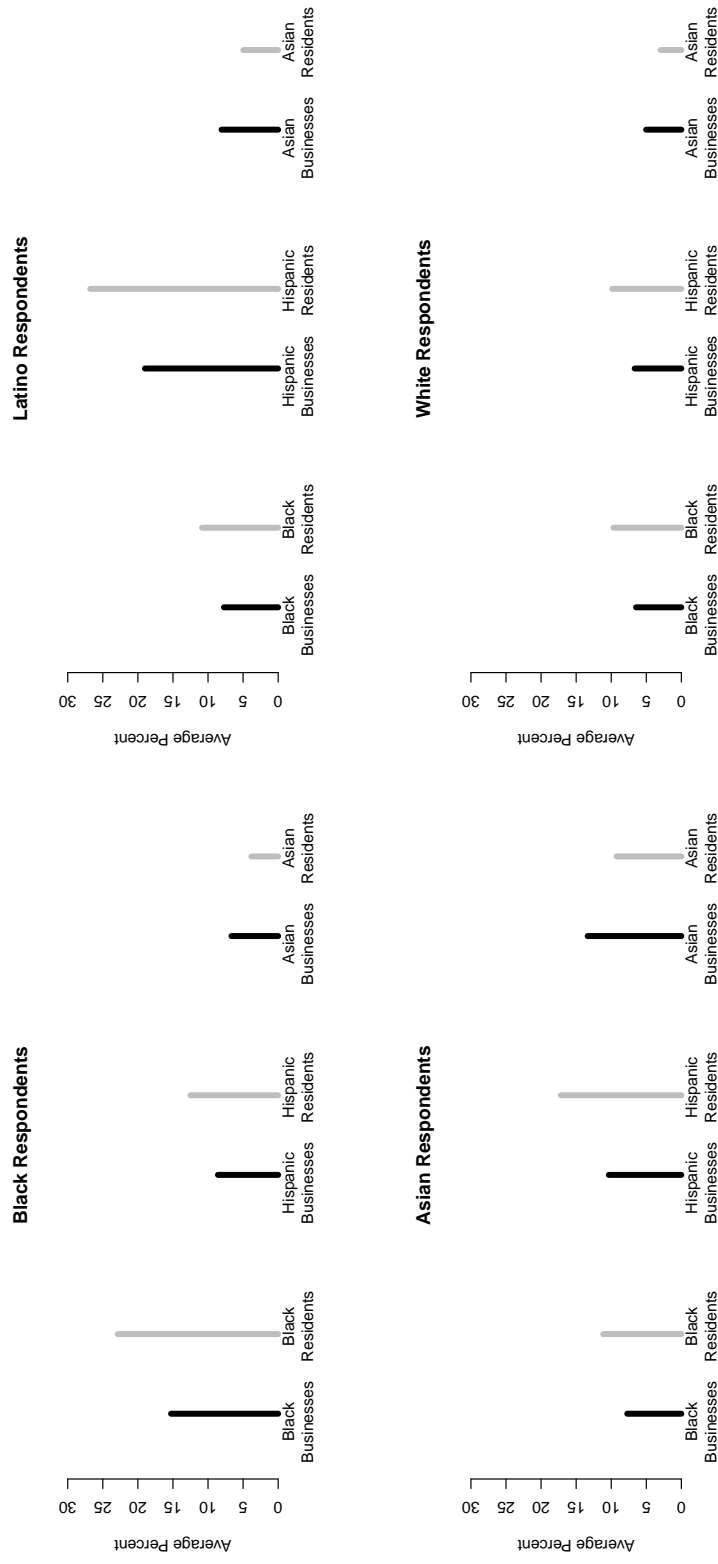 Black Respondents
Average Percent
0 5 10 15 20 25 30
Black
Businesses
Black
Residents
Hispanic
Businesses
Hispanic
Residents
Asian
Businesses
Asian
Residents
Latino Respondents
Average Percent
0 5 10 15 20 25 30
Black
Businesses
Black
Residents
Hispanic
Businesses
Hispanic
Residents
Asian
Businesses
Asian
Residents
Asian Respondents
Average Percent
0 5 10 15 20 25 30
Black
Businesses
Black
Residents
Hispanic
Businesses
Hispanic
Residents
Asian
Businesses
Asian
Residents
White Respondents
Average Percent
0 5 10 15 20 25 30
Black
Businesses
Black
Residents
Hispanic
Businesses
Hispanic
Residents
Asian
Businesses
Asian
Residents